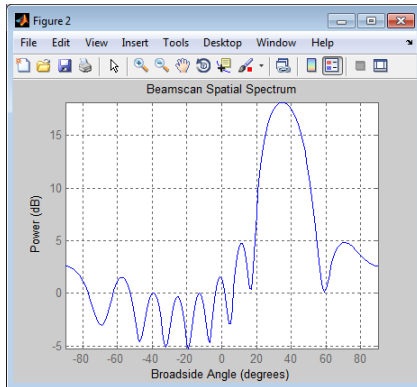 Figure 2
File Edit View Insert Tools Desktop Window Help
Beamscan Spatial Spectrum
Power (dB)
15
10
5
0
-5
-80 -60 -40 -20 0 20 40 60 80
Broadside Angle (degrees)